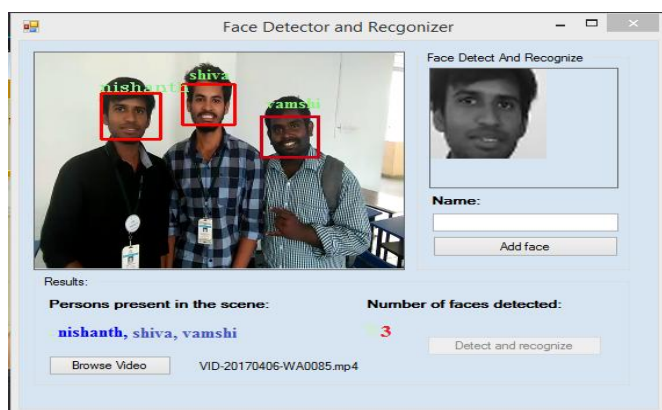 Face Detector and Recgonizer
Face Detect And Recognize
nishanth
shiva
vamshi
Name:
Add face
Results:
Persons present in the scene:
Number of faces detected:
nishanth, shiva, vamshi
3
Detect and recognize
Browse Video
VID-20170406-WA0085.mp4